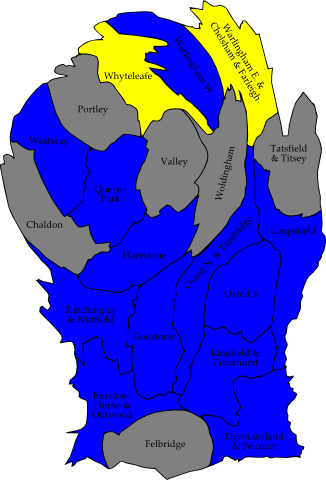 Warlingham E. &
Chelsham & Farleigh
Warlingham W.
Whyteleafe
Portley
Westway
Valley
Tatsfield
& Titsey
Woldingham
Queens
Park
Chaldon
Limpsfield
Harestone
Oxted N. & Tandridge
Oxted S.
Bletchingley
& Nutfield
Godstone
Lingfield &
Crowhurst
Burstow,
Horne &
Outwood
Felbridge
Dormansland
& Felcourt